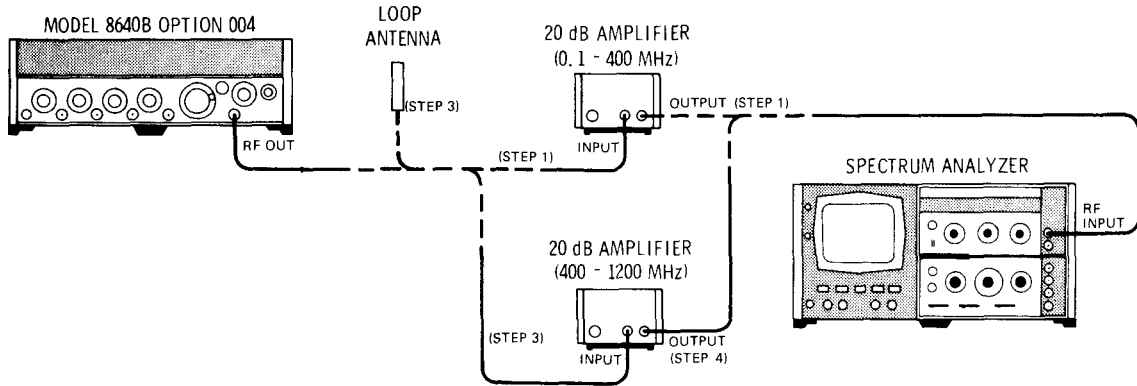 MODEL 8640B OPTION 004
LOOP
ANTENNA
20 dB AMPLIFIER
(0.1 - 400 MHz)
(STEP 3)
OUTPUT (STEP 1)
RF OUT
(STEP 1)
INPUT
SPECTRUM ANALYZER
RF
INPUT
20 dB AMPLIFIER
(400 - 1200 MHz)
(STEP 3)
INPUT
OUTPUT
(STEP 4)